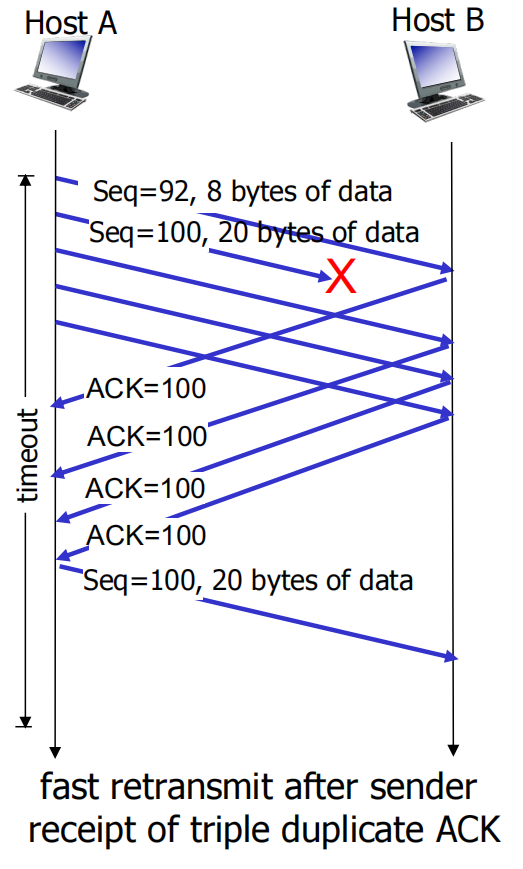 Host A
Host B
Seq=92, 8 bytes of data
Seq=100, 20 bytes of data
X
ACK=100
ACK=100
timeout
ACK=100
ACK=100
Seq=100, 20 bytes of data
fast retransmit after sender
receipt of triple duplicate ACK